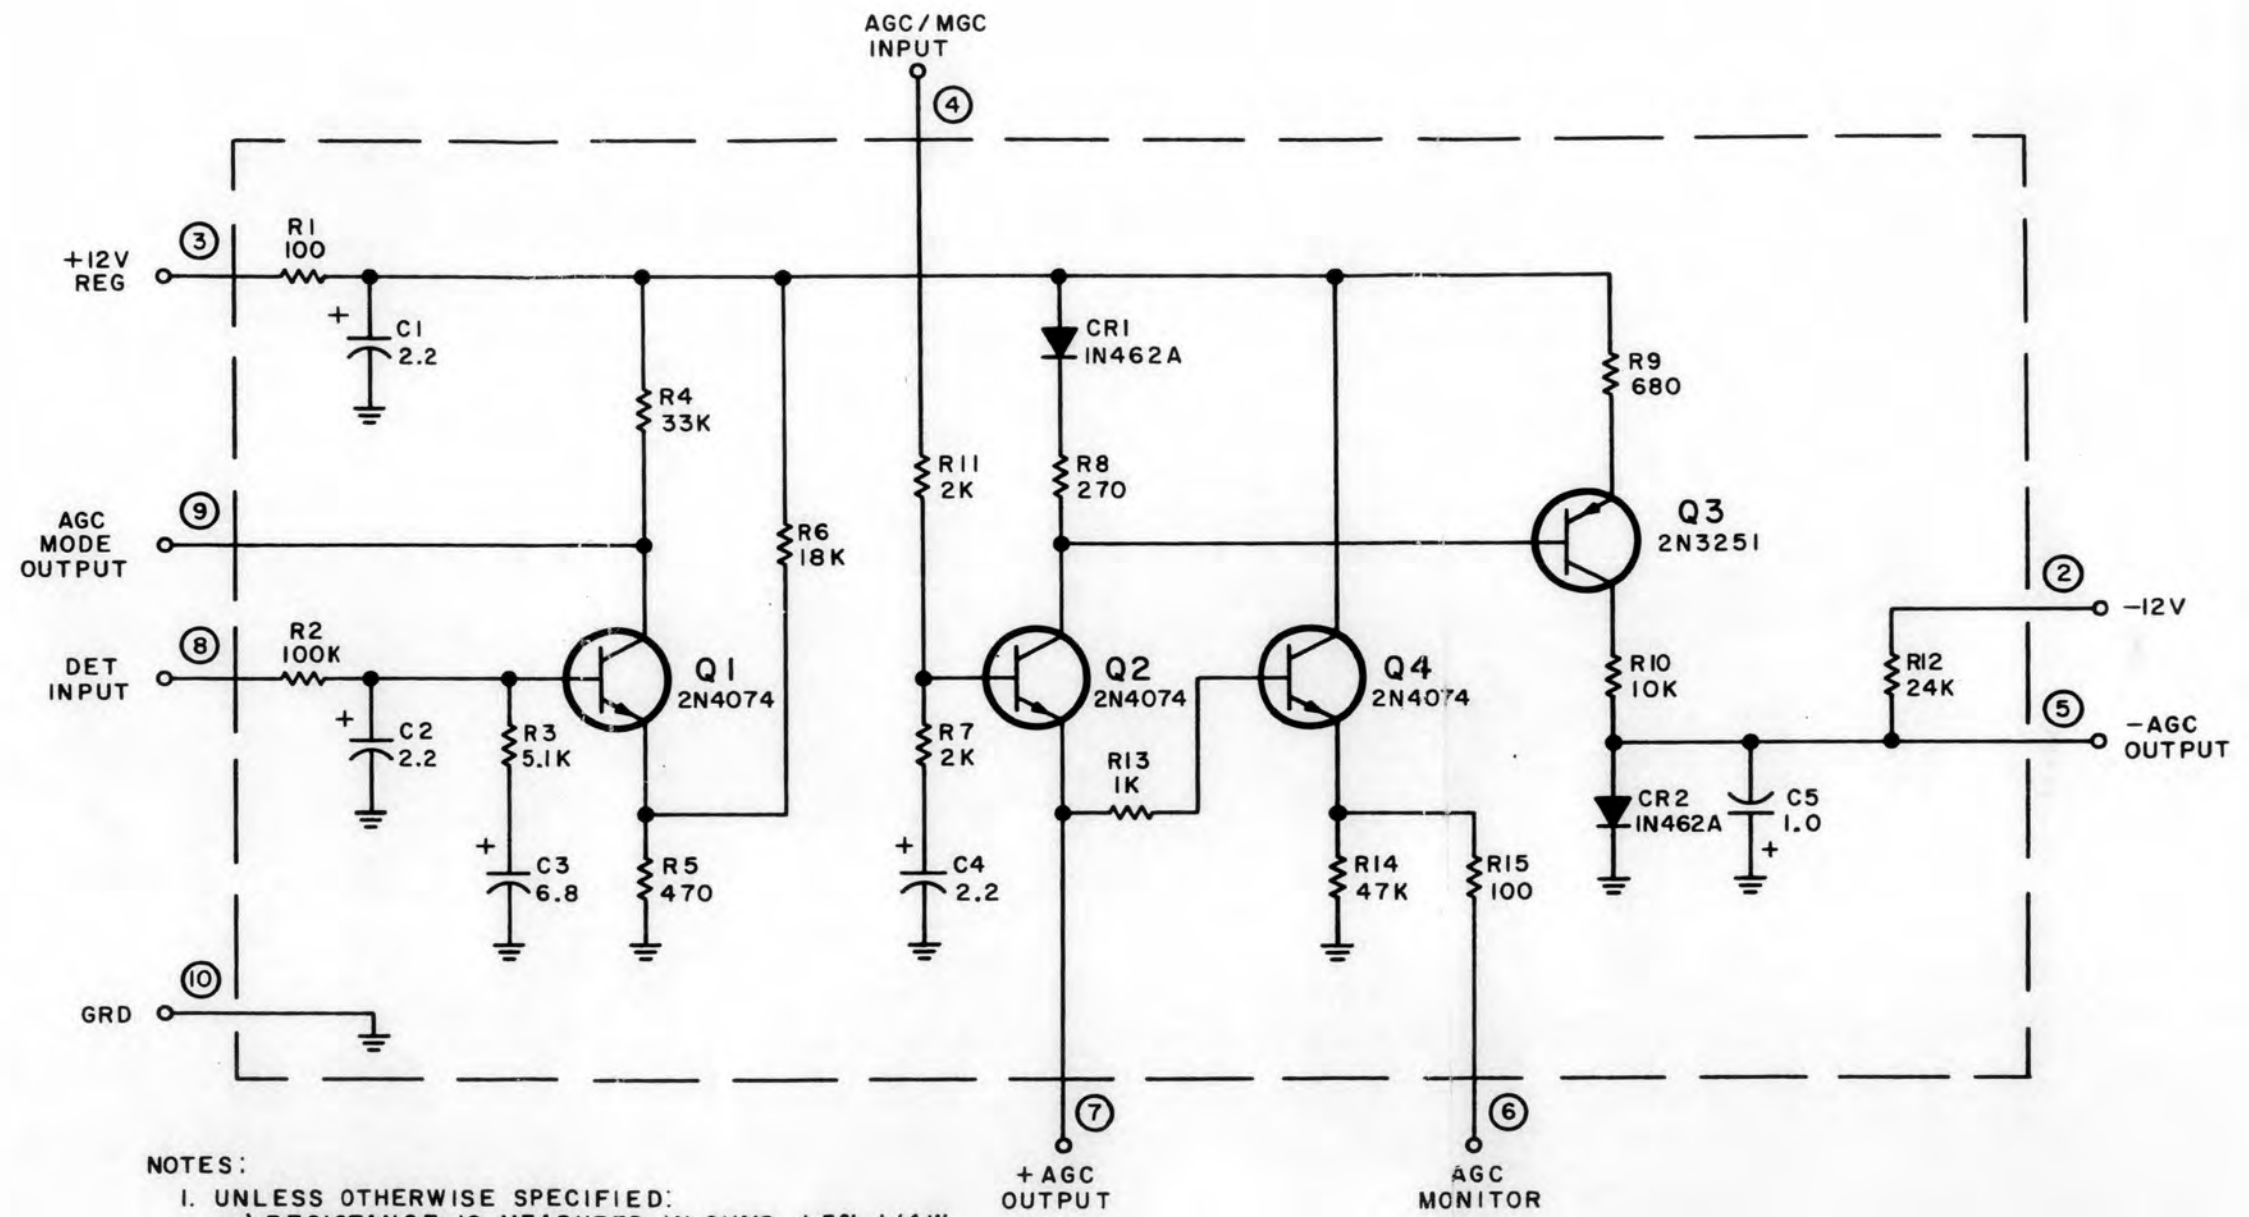 AGC/MGC
INPUT
4
3
+12V
REG
R1
100
+
C1
2.2
R4
33K
CR1
1N462A
R9
680
R11
2K
R8
270
9
AGC
MODE
OUTPUT
R6
18K
Q3
2N3251
2
-12V
8
DET
INPUT
R2
100K
Q1
2N4074
Q2
2N4074
Q4
2N4074
R10
10K
R12
24K
5
-AGC
OUTPUT
+
C2
2.2
R3
5.1K
R7
2K
R13
1K
CR2
1N462A
C5
1.0
+
+
C3
6.8
R5
470
+
C4
2.2
R14
47K
R15
100
10
GRD
7
+AGC
OUTPUT
6
AGC
MONITOR
NOTES:
1. UNLESS OTHERWISE SPECIFIED: